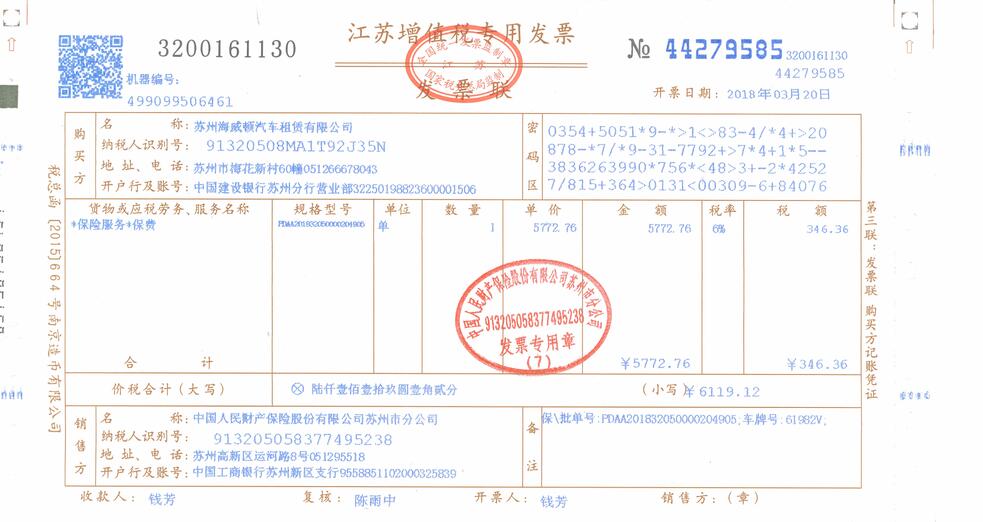 江苏增值税专用发票
发票联
全国统一发票监制章
江苏
国家税务总局监制
3200161130
№ 44279585
3200161130
44279585
机器编号:
499099506461
开票日期: 2018年03月20日
购买方
名称: 苏州海威顿汽车租赁有限公司
纳税人识别号: 91320508MA1T92J35N
地址、电话: 苏州市梅花新村60幢051266678043
开户行及账号: 中国建设银行苏州分行营业部32250198823600001506
密码区
0354+5051*9-*>1<>83-4/*4+>20
878-*7/*9-31-7792+>7*4+1*5--
3836263990*756*<48>3+-2*4252
7/815+364>0131<00309-6+84076
货物或应税劳务、服务名称 规格型号 单位 数量 单价 金额 税率 税额
*保险服务*保费 PDAA201832050000204905 单 1 5772.76 5772.76 6% 346.36
合计 ¥5772.76 ¥346.36
价税合计(大写) ⊗ 陆仟壹佰壹拾玖圆壹角贰分 (小写) ¥6119.12
中国人民财产保险股份有限公司苏州市分公司
913205058377495238
发票专用章
(7)
销售方
名称: 中国人民财产保险股份有限公司苏州市分公司
纳税人识别号: 913205058377495238
地址、电话: 苏州高新区运河路8号051295518
开户行及账号: 中国工商银行苏州新区支行9558851102000325839
备注
保\批单号:PDAA201832050000204905;车牌号:61982V,
收款人: 钱芳 复核: 陈雨中 开票人: 钱芳 销售方:(章)
税总函〔2015〕664号南京造币有限公司
第三联:发票联 购买方记账凭证